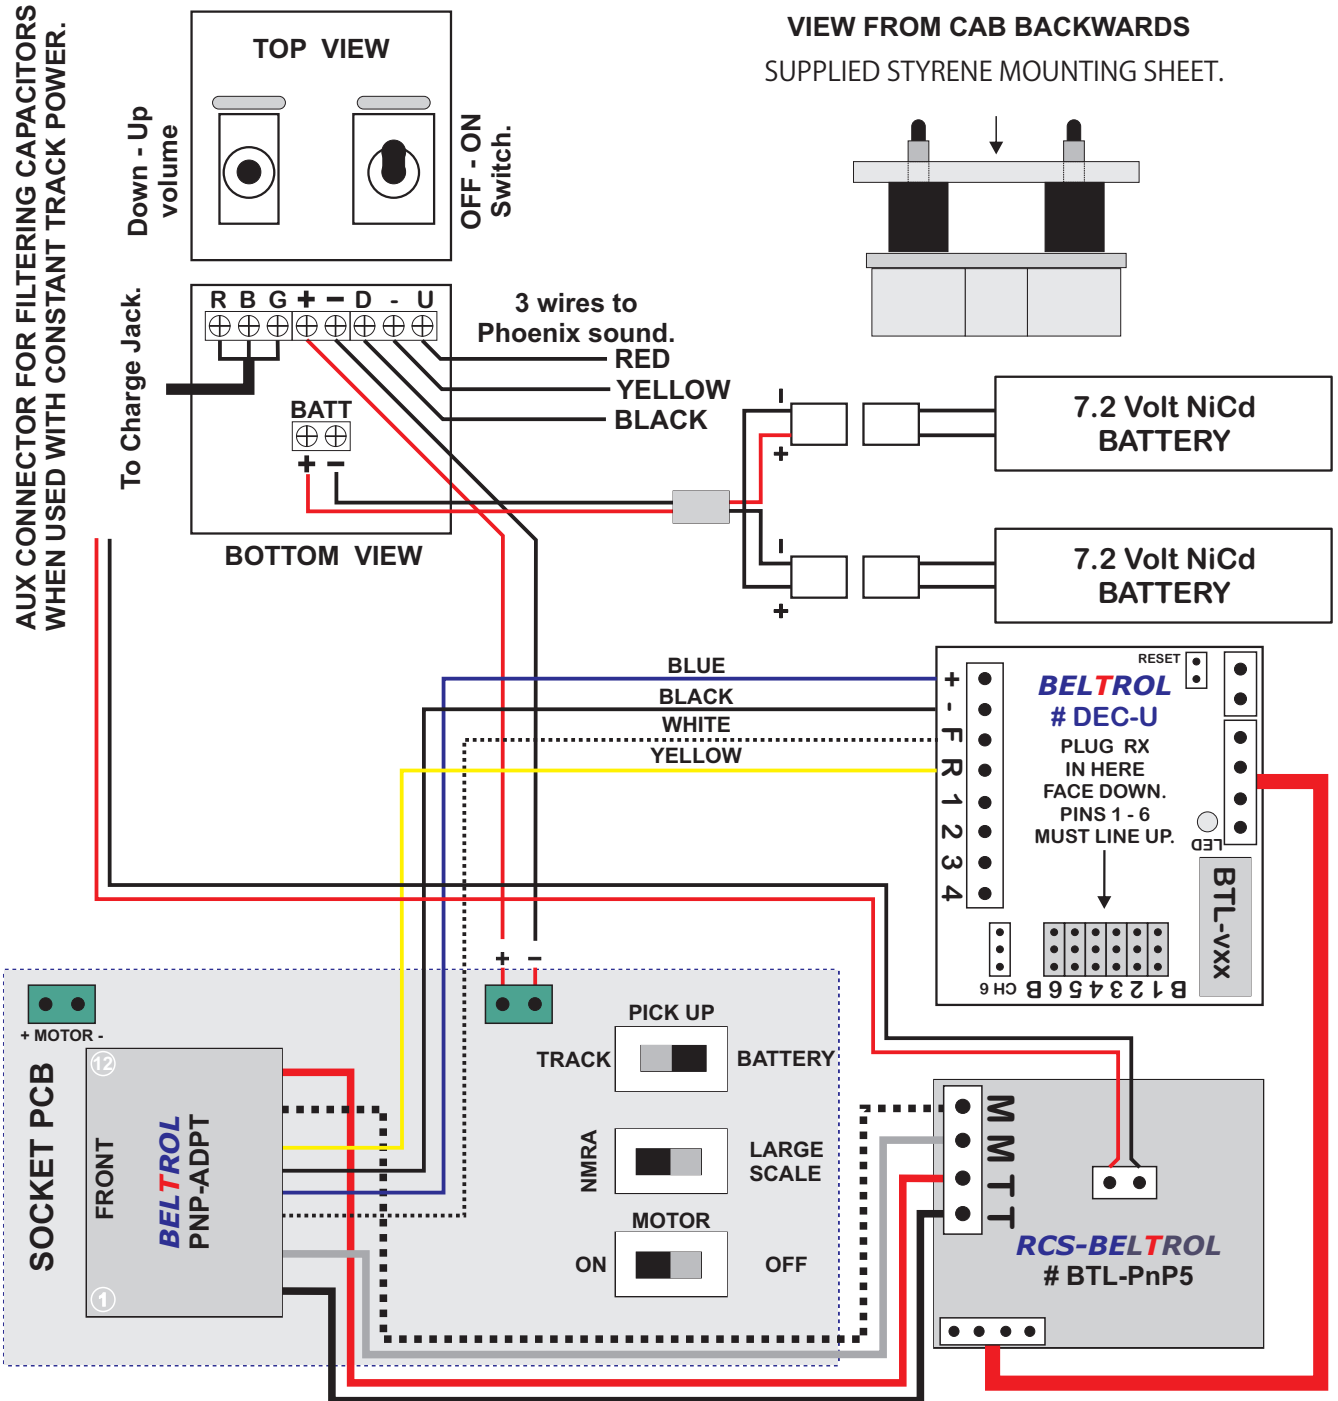 AUX CONNECTOR FOR FILTERING CAPACITORS
WHEN USED WITH CONSTANT TRACK POWER.
TOP VIEW
Down - Up
volume
OFF - ON
Switch.
VIEW FROM CAB BACKWARDS
SUPPLIED STYRENE MOUNTING SHEET.
To Charge Jack.
R B G + - D - U
BATT
+ -
BOTTOM VIEW
3 wires to
Phoenix sound.
RED
YELLOW
BLACK
-
+
7.2 Volt NiCd
BATTERY
-
+
7.2 Volt NiCd
BATTERY
BLUE
BLACK
WHITE
YELLOW
+
-
F
R
1
2
3
4
RESET
BELTROL
# DEC-U
PLUG RX
IN HERE
FACE DOWN.
PINS 1 - 6
MUST LINE UP.
LED
BTL-vxx
CH 6
B 1 2 3 4 5 6 B
+ -
+ MOTOR -
SOCKET PCB
12
FRONT
1
BELTROL
PNP-ADPT
PICK UP
TRACK
BATTERY
NMRA
LARGE
SCALE
MOTOR
ON
OFF
M
M
T
T
RCS-BELTROL
# BTL-PnP5